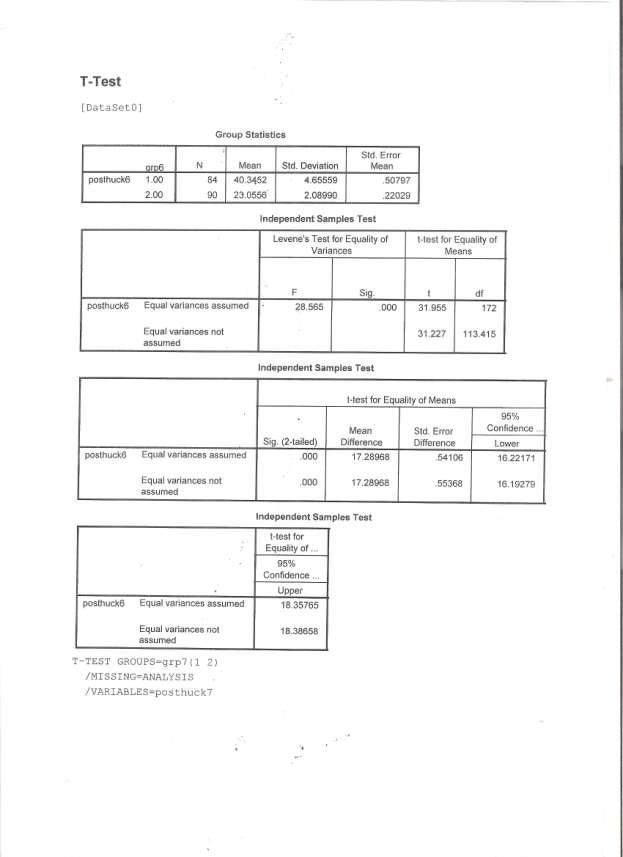 T-Test
[DataSet0]
Group Statistics
grp6 N Mean Std. Deviation Std. Error Mean
posthuck6 1.00 84 40.3452 4.65559 .50797
2.00 90 23.0556 2.08990 .22029
Independent Samples Test
Levene's Test for Equality of Variances t-test for Equality of Means
F Sig. t df
posthuck6 Equal variances assumed 28.565 .000 31.955 172
Equal variances not assumed 31.227 113.415
Independent Samples Test
t-test for Equality of Means
95% Confidence ...
Sig. (2-tailed) Mean Difference Std. Error Difference Lower
posthuck6 Equal variances assumed .000 17.28968 .54106 16.22171
Equal variances not assumed .000 17.28968 .55368 16.19279
Independent Samples Test
t-test for Equality of ...
95% Confidence ...
Upper
posthuck6 Equal variances assumed 18.35765
Equal variances not assumed 18.38658
T-TEST GROUPS=grp7(1 2)
/MISSING=ANALYSIS
/VARIABLES=posthuck7